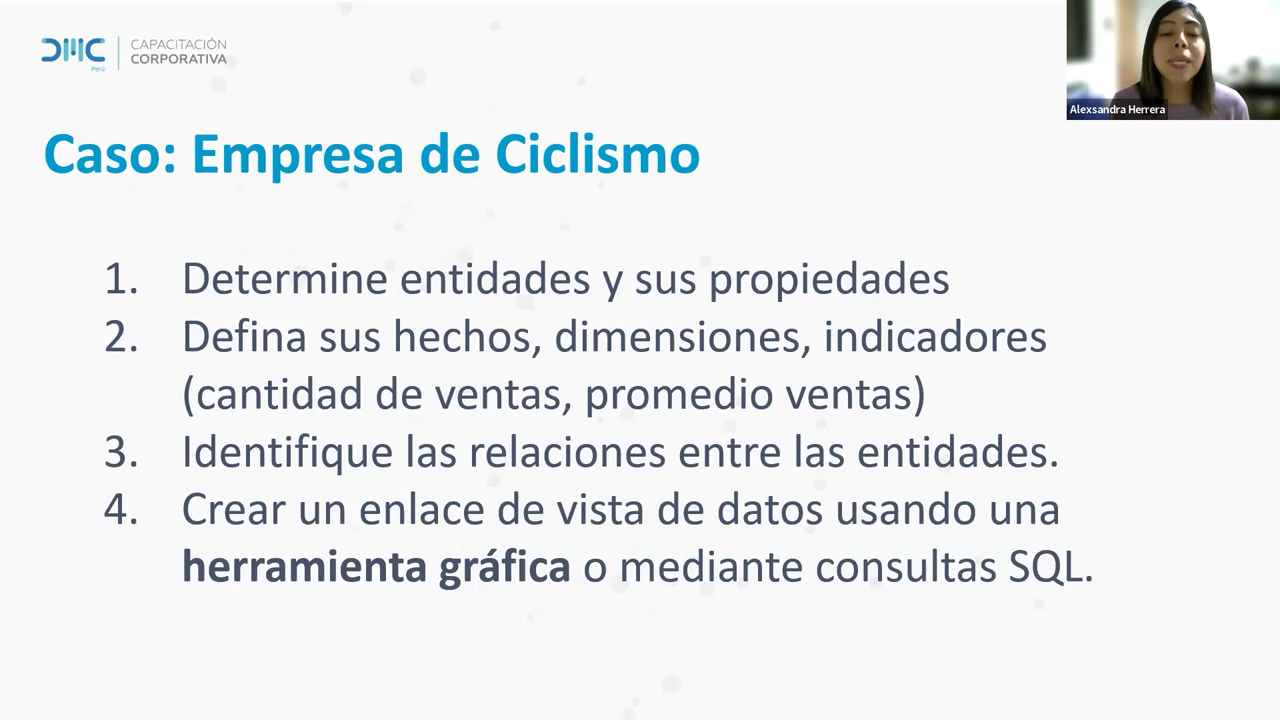 DMC
Perú
CAPACITACIÓN
CORPORATIVA
Alexsandra Herrera
Caso: Empresa de Ciclismo
1. Determine entidades y sus propiedades
2. Defina sus hechos, dimensiones, indicadores
(cantidad de ventas, promedio ventas)
3. Identifique las relaciones entre las entidades.
4. Crear un enlace de vista de datos usando una
herramienta gráfica o mediante consultas SQL.